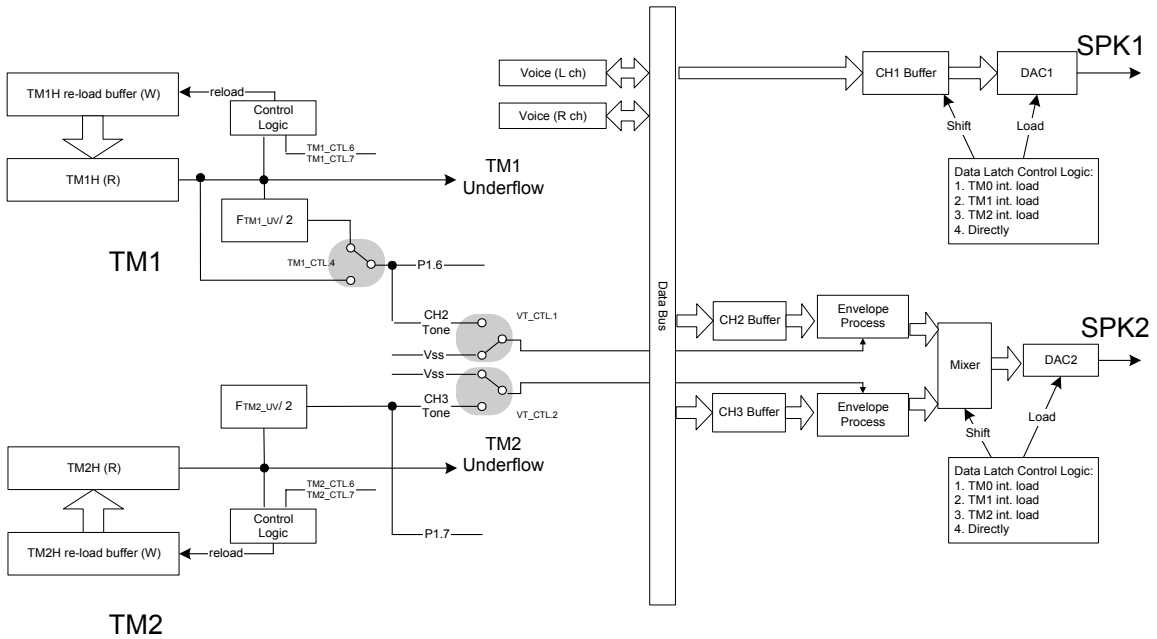 TM1H re-load buffer (W)
reload
Control
Logic
TM1_CTL.6
TM1_CTL.7
TM1H (R)
TM1
Underflow
FTM1_UV/ 2
TM1
TM1_CTL.4
P1.6
CH2
Tone
VT_CTL.1
Vss
Vss
CH3
Tone
VT_CTL.2
FTM2_UV/ 2
TM2
Underflow
TM2H (R)
TM2_CTL.6
TM2_CTL.7
Control
Logic
P1.7
TM2H re-load buffer (W)
reload
TM2
Voice (L ch)
Voice (R ch)
Data Bus
CH1 Buffer
DAC1
SPK1
Shift
Load
Data Latch Control Logic:
1. TM0 int. load
2. TM1 int. load
3. TM2 int. load
4. Directly
CH2 Buffer
Envelope
Process
Mixer
DAC2
SPK2
CH3 Buffer
Envelope
Process
Shift
Load
Data Latch Control Logic:
1. TM0 int. load
2. TM1 int. load
3. TM2 int. load
4. Directly